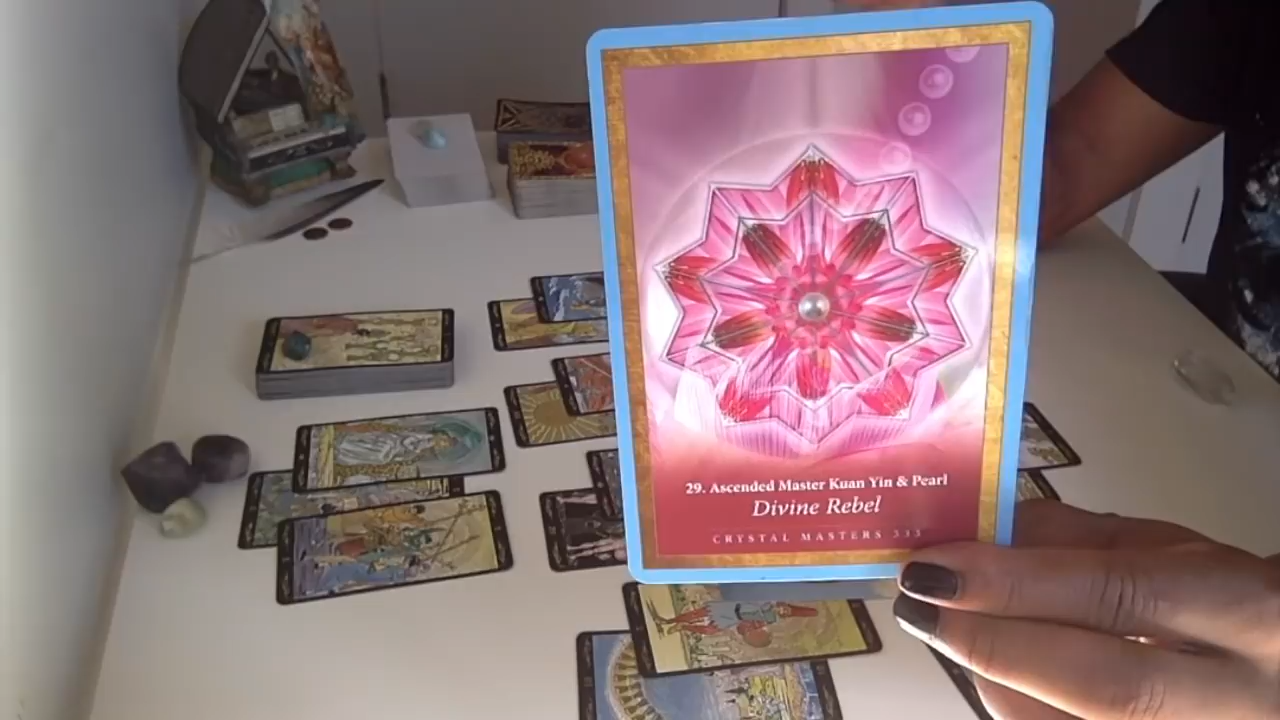 29. Ascended Master Kuan Yin & Pearl
Divine Rebel
CRYSTAL MASTERS 333